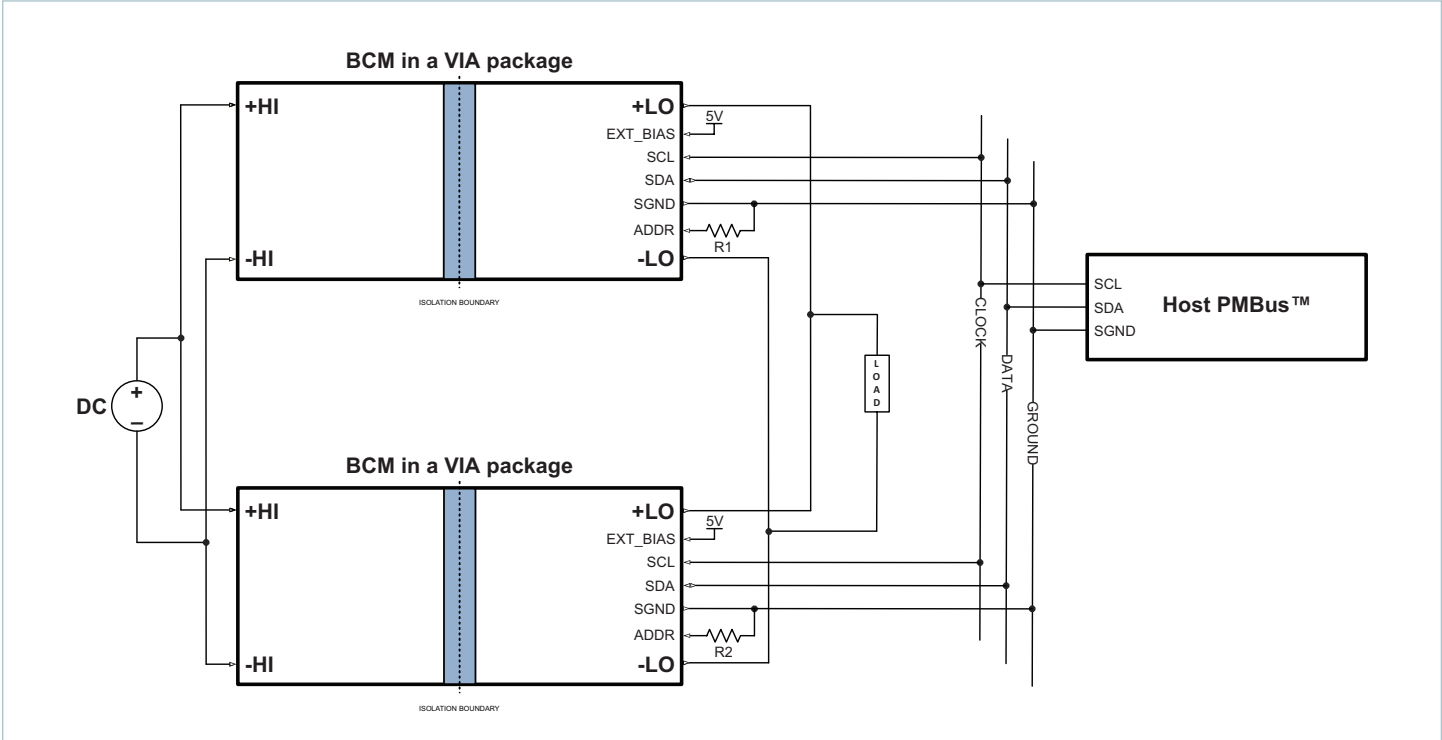 BCM in a VIA package
+HI
-HI
+LO
EXT_BIAS
SCL
SDA
SGND
ADDR
-LO
5V
R1
ISOLATION BOUNDARY
DC
+
–
LOAD
CLOCK
DATA
GROUND
SCL
SDA
SGND
Host PMBus™
BCM in a VIA package
+HI
-HI
+LO
EXT_BIAS
SCL
SDA
SGND
ADDR
-LO
5V
R2
ISOLATION BOUNDARY